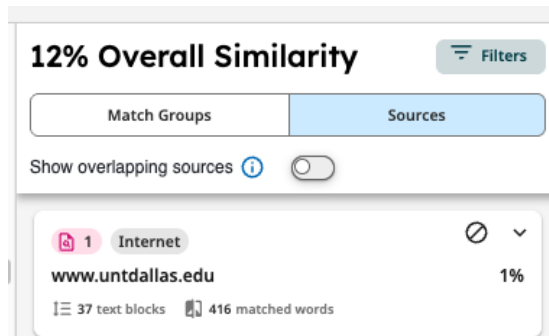 12% Overall Similarity
Filters
Match Groups
Sources
Show overlapping sources
1 Internet
www.untdallas.edu
1%
37 text blocks 416 matched words